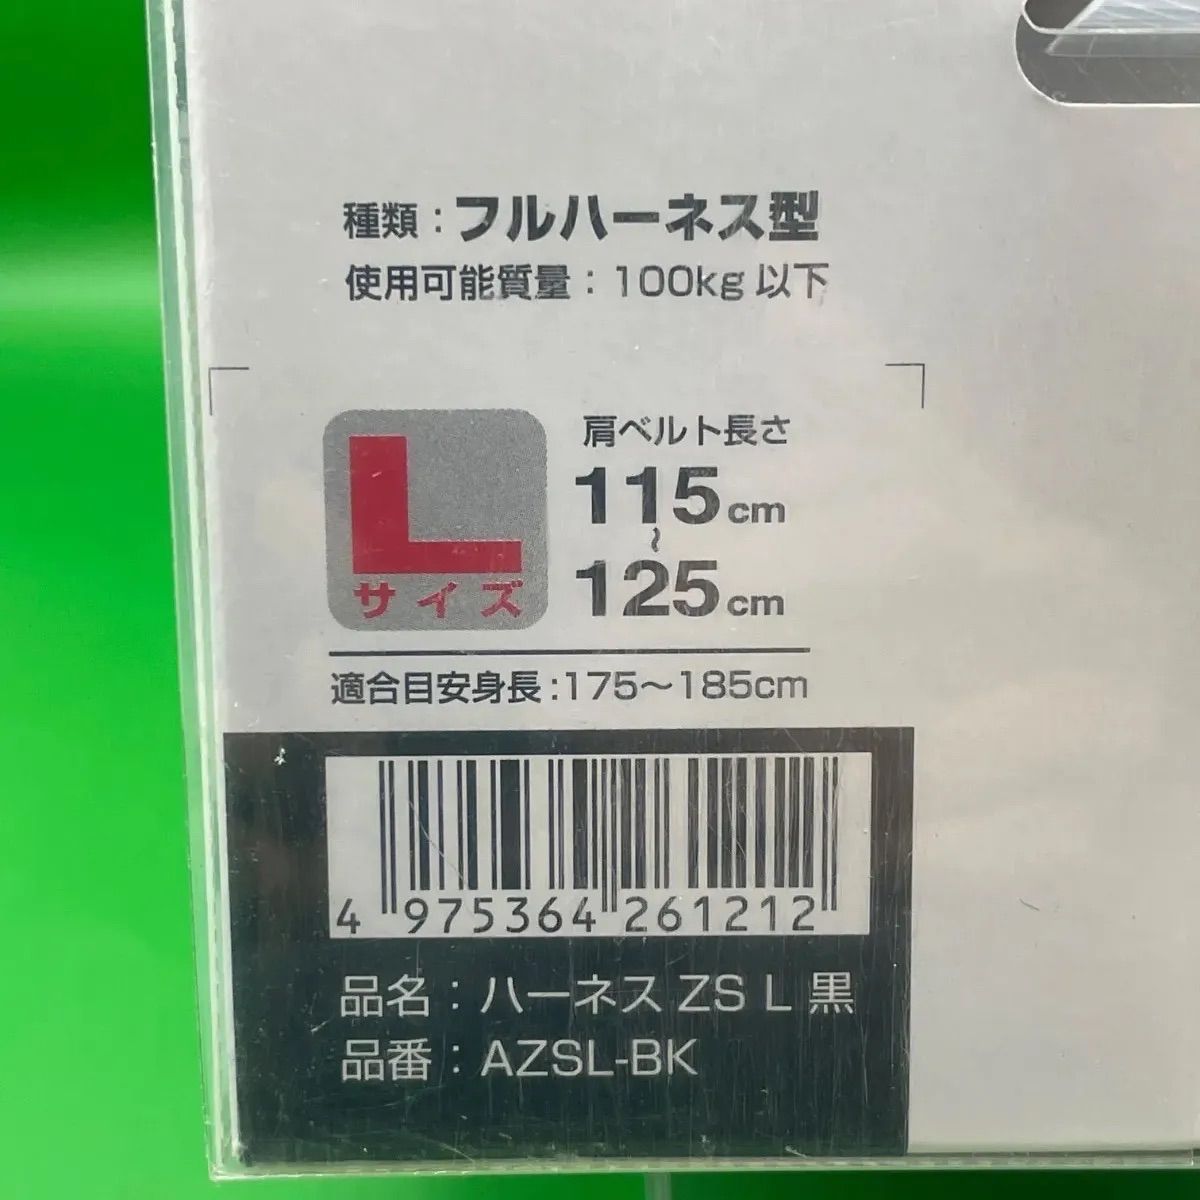 種類：フルハーネス型
使用可能質量：100kg 以下
L
サイズ
肩ベルト長さ
115cm
〜
125cm
適合目安身長：175〜185cm
4 975364 261212
品名：ハーネス ZS L 黒
品番：AZSL-BK